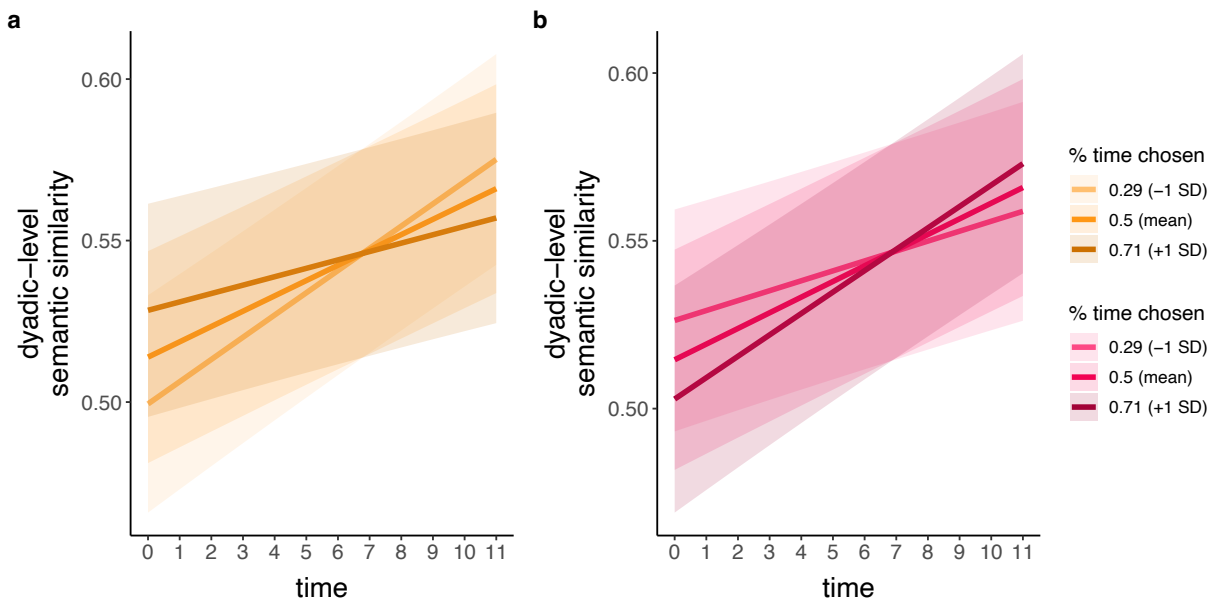 a
b
0.60
0.55
0.50
dyadic−level
semantic similarity
0 1 2 3 4 5 6 7 8 9 10 11
time
0.60
0.55
0.50
dyadic−level
semantic similarity
0 1 2 3 4 5 6 7 8 9 10 11
time
% time chosen
0.29 (−1 SD)
0.5 (mean)
0.71 (+1 SD)
% time chosen
0.29 (−1 SD)
0.5 (mean)
0.71 (+1 SD)